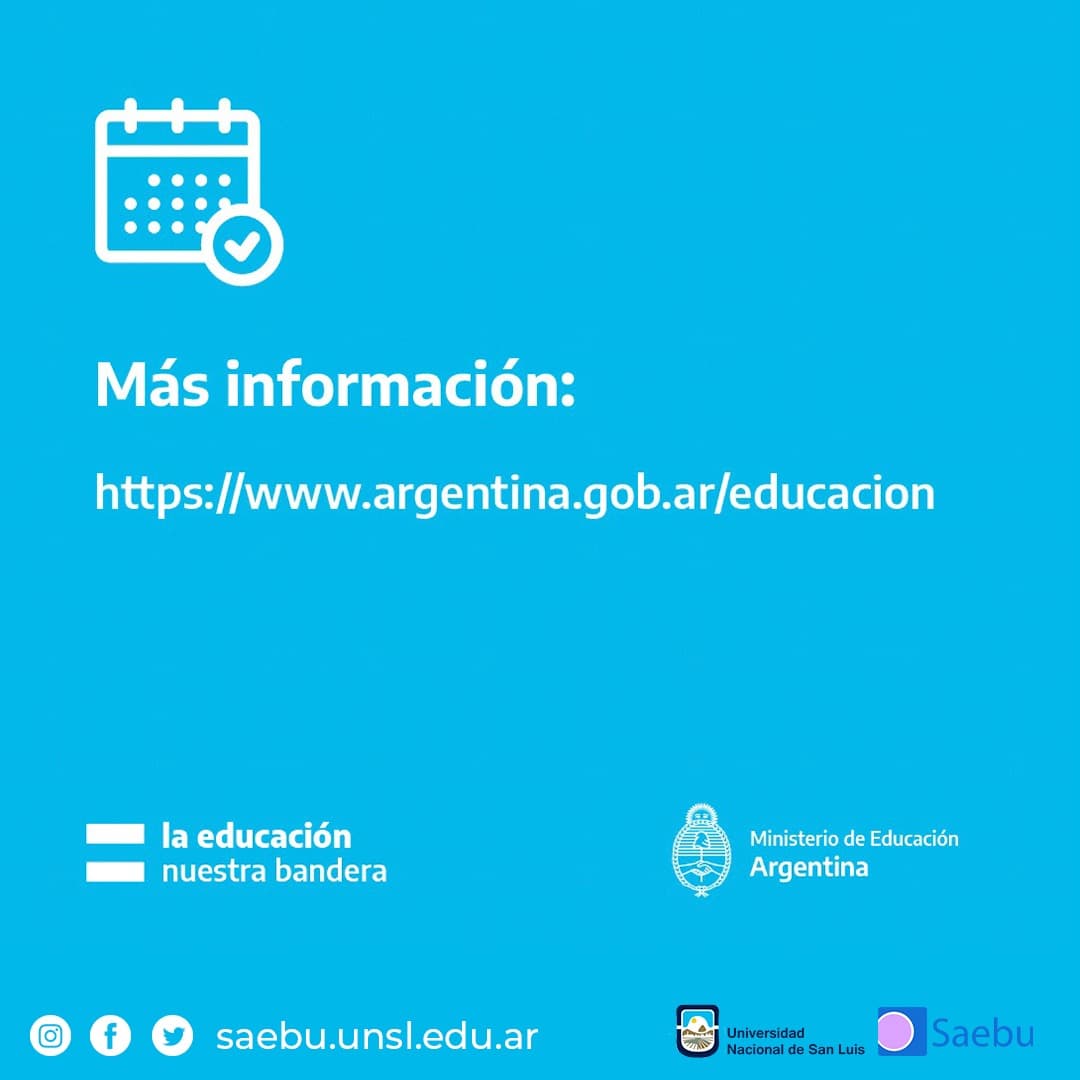 Más información:
https://www.argentina.gob.ar/educacion
la educación
nuestra bandera
Ministerio de Educación
Argentina
saebu.unsl.edu.ar
Universidad
Nacional de San Luis
Saebu